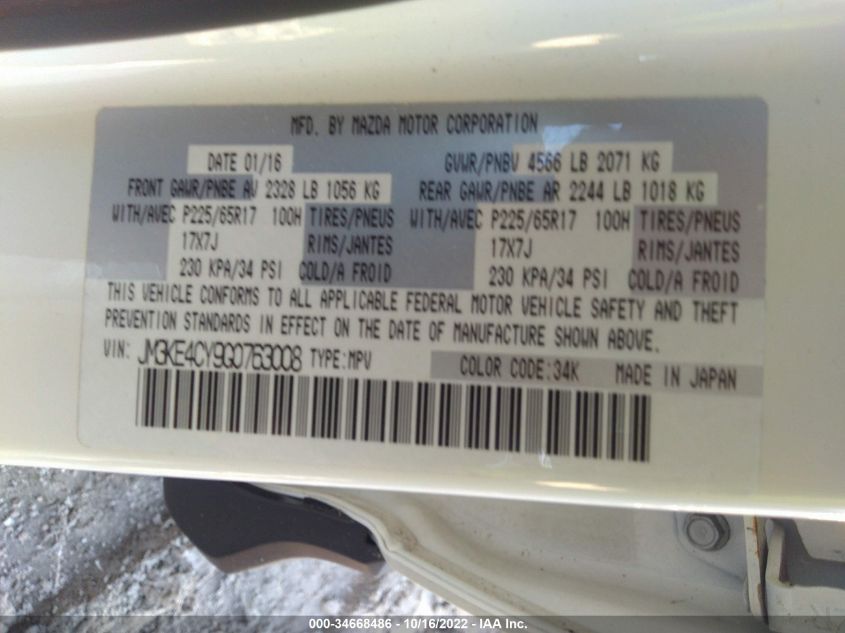 MFD. BY MAZDA MOTOR CORPORATION
DATE 01/16 GVWR/PNBV 4566 LB 2071 KG
FRONT GAWR/PNBE AV 2328 LB 1056 KG REAR GAWR/PNBE AR 2244 LB 1018 KG
WITH/AVEC P225/65R17 100H TIRES/PNEUS WITH/AVEC P225/65R17 100H TIRES/PNEUS
17X7J RIMS/JANTES 17X7J RIMS/JANTES
230 KPA/34 PSI COLD/A FROID 230 KPA/34 PSI COLD/A FROID
THIS VEHICLE CONFORMS TO ALL APPLICABLE FEDERAL MOTOR VEHICLE SAFETY AND THEFT
PREVENTION STANDARDS IN EFFECT ON THE DATE OF MANUFACTURE SHOWN ABOVE.
VIN: JM3KE4CY9G0763008 TYPE:MPV COLOR CODE:34K MADE IN JAPAN
000-34668486 - 10/16/2022 - IAA Inc.